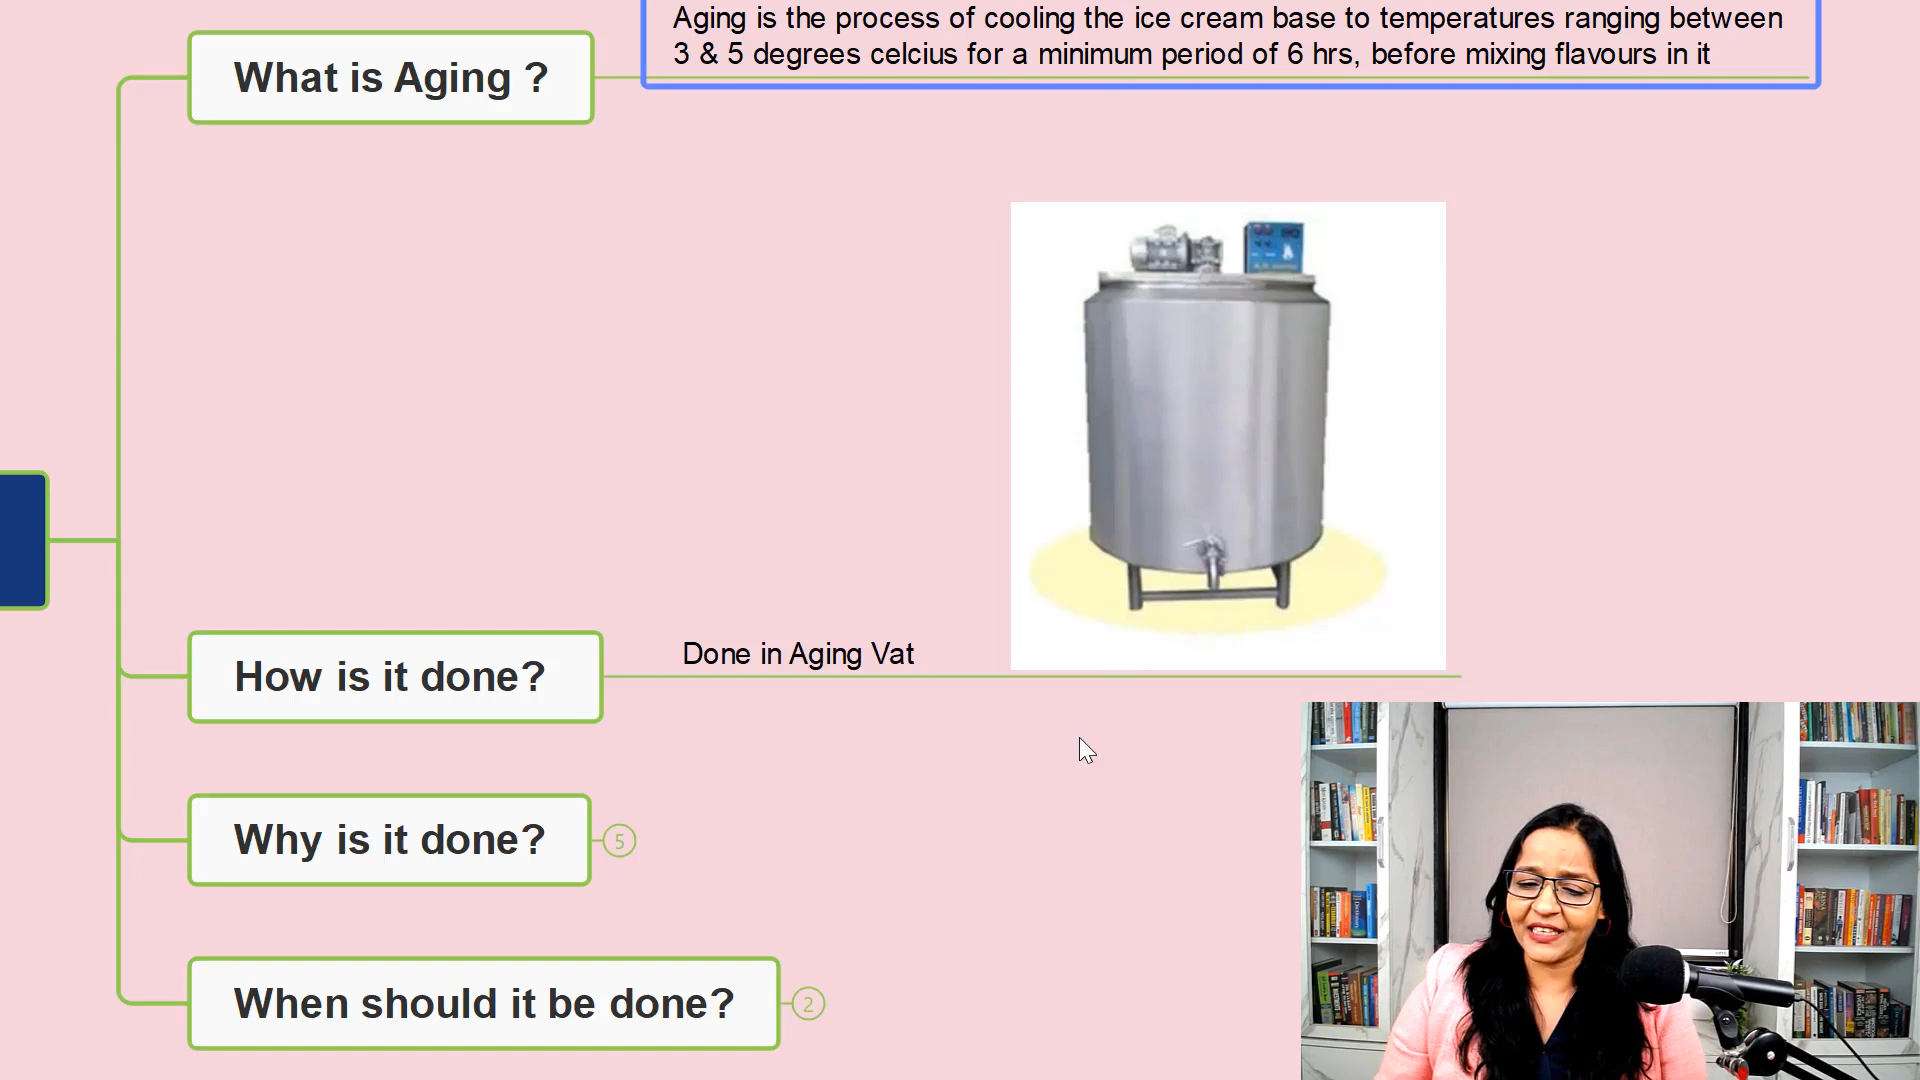 Aging is the process of cooling the ice cream base to temperatures ranging between
3 & 5 degrees celcius for a minimum period of 6 hrs, before mixing flavours in it
What is Aging ?
Done in Aging Vat
How is it done?
Why is it done?
5
When should it be done?
2